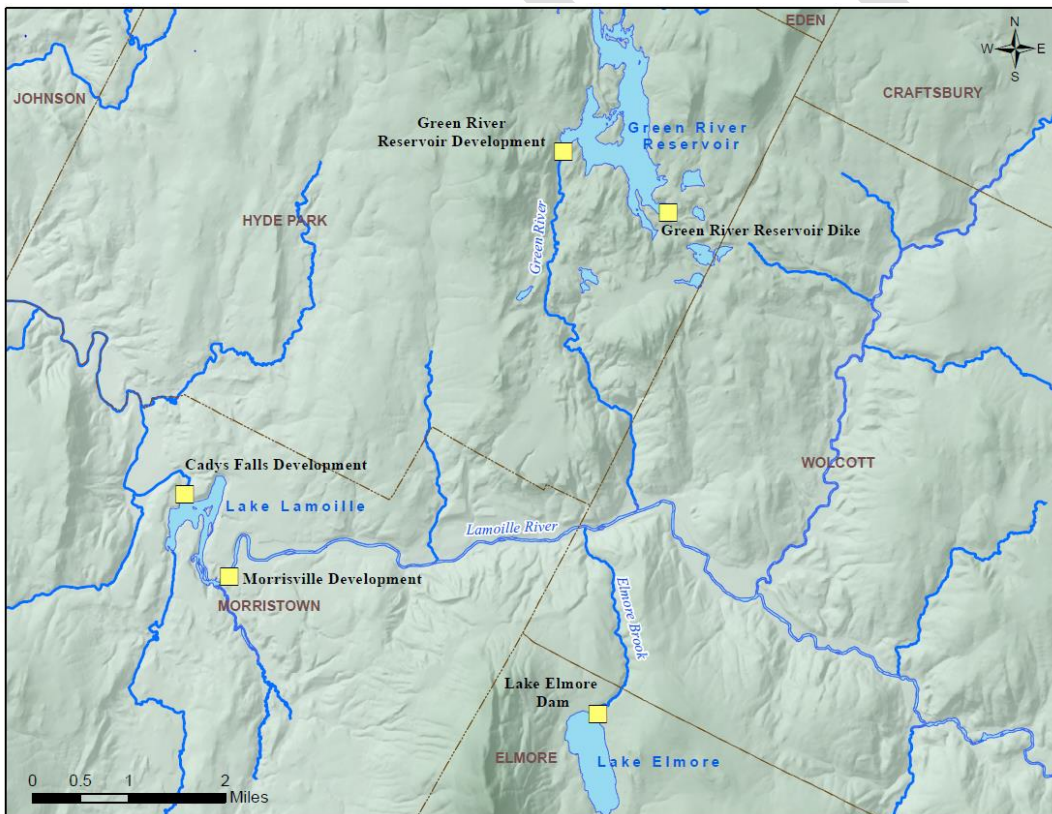 EDEN
N
W E
S
JOHNSON
CRAFTSBURY
Green River
Reservoir Development
Green River
Reservoir
HYDE PARK
Green River
Green River Reservoir Dike
WOLCOTT
Cadys Falls Development
Lake Lamoille
Lamoille River
Morrisville Development
MORRISTOWN
Elmore Brook
Lake Elmore
Dam
ELMORE
Lake Elmore
0 0.5 1 2
Miles